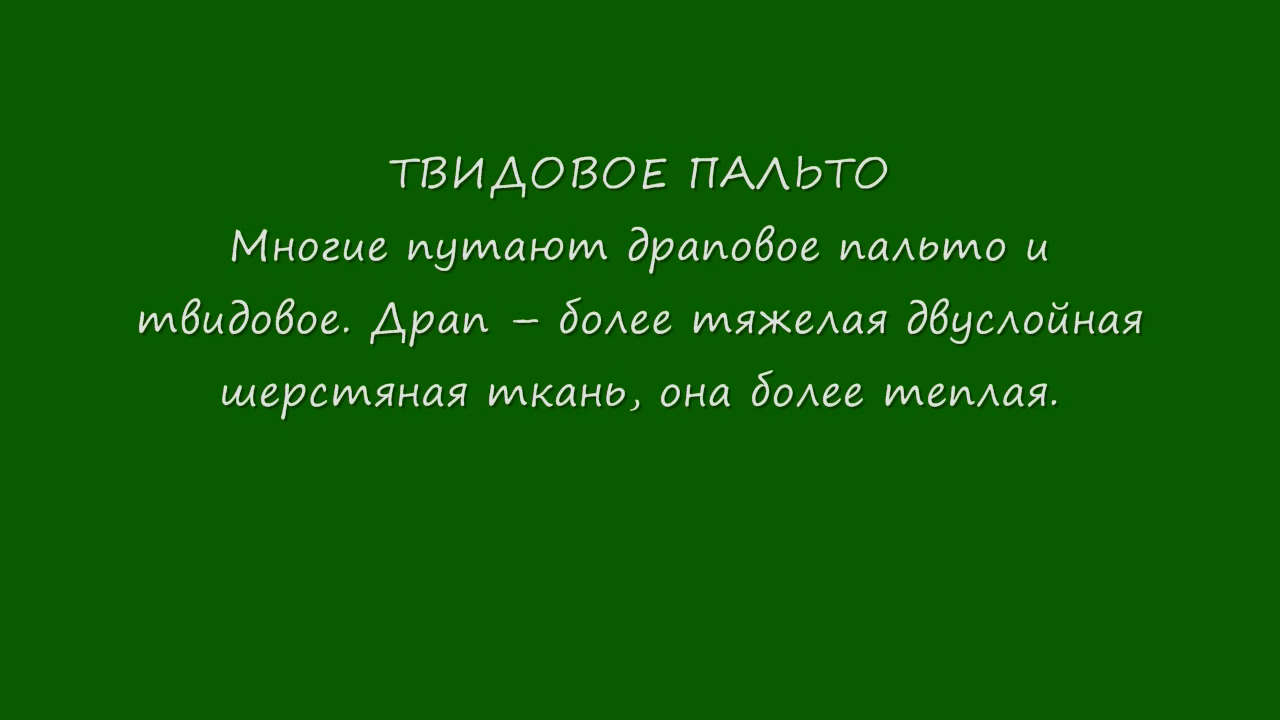 ТВИДОВОЕ ПАЛЬТО
Многие путают драповое пальто и
твидовое. Драп – более тяжелая двуслойная
шерстяная ткань, она более теплая.